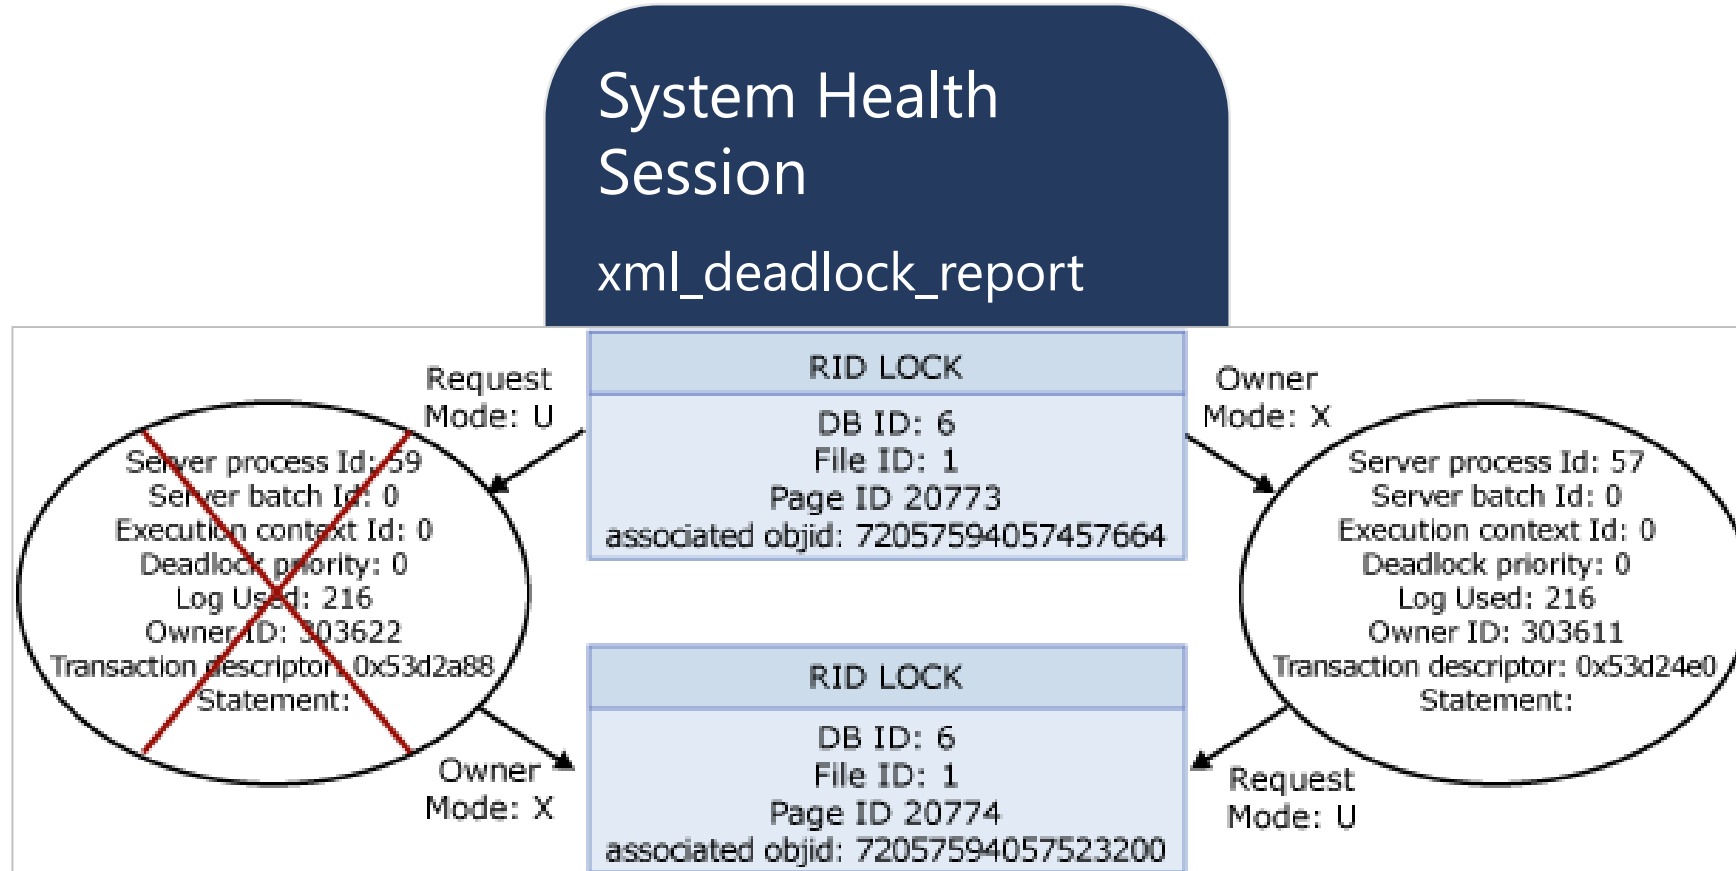 System Health
Session
xml_deadlock_report
Request
Mode: U
RID LOCK
DB ID: 6
File ID: 1
Page ID 20773
associated objid: 72057594057457664
Owner
Mode: X
Server process Id: 59
Server batch Id: 0
Execution context Id: 0
Deadlock priority: 0
Log Used: 216
Owner ID: 303622
Transaction descriptor: 0x53d2a88
Statement:
Server process Id: 57
Server batch Id: 0
Execution context Id: 0
Deadlock priority: 0
Log Used: 216
Owner ID: 303611
Transaction descriptor: 0x53d24e0
Statement:
Owner
Mode: X
RID LOCK
DB ID: 6
File ID: 1
Page ID 20774
associated objid: 72057594057523200
Request
Mode: U